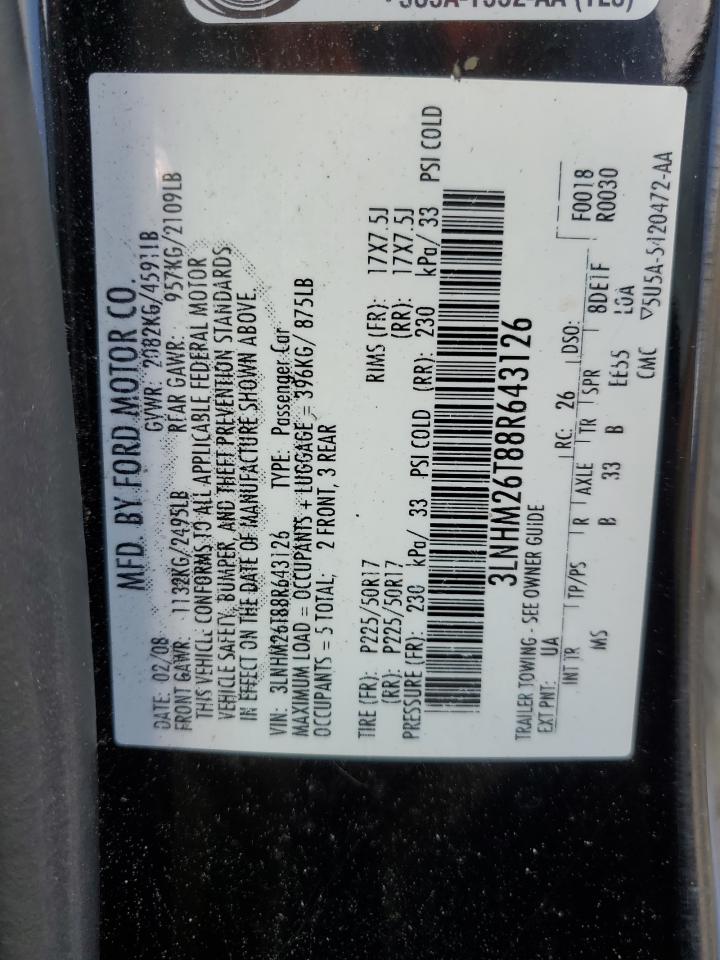 MFD. BY FORD MOTOR CO.
DATE: 02/08 GVWR: 2082KG/4591LB
FRONT GAWR: 1132KG/2495LB REAR GAWR: 957KG/2109LB
THIS VEHICLE CONFORMS TO ALL APPLICABLE FEDERAL MOTOR
VEHICLE SAFETY, BUMPER, AND THEFT PREVENTION STANDARDS
IN EFFECT ON THE DATE OF MANUFACTURE SHOWN ABOVE.
VIN: 3LNHM26T88R643126 TYPE: Passenger Car
MAXIMUM LOAD = OCCUPANTS + LUGGAGE = 396KG/ 875LB
OCCUPANTS = 5 TOTAL; 2 FRONT, 3 REAR
TIRE (FR): P225/50R17 RIMS (FR): 17X7.5J
(RR): P225/50R17 (RR): 17X7.5J
PRESSURE (FR): 230 kPa/ 33 PSI COLD (RR): 230 kPa/ 33 PSI COLD
3LNHM26T88R643126
TRAILER TOWING - SEE OWNER GUIDE
EXT PNT: UA RC: 26 DSO: F0018
R0030
INT TR TP/PS R AXLE TR SPR 8DE1F
MS B 33 B EE55
CMC ▽5U5A-5420472-AA